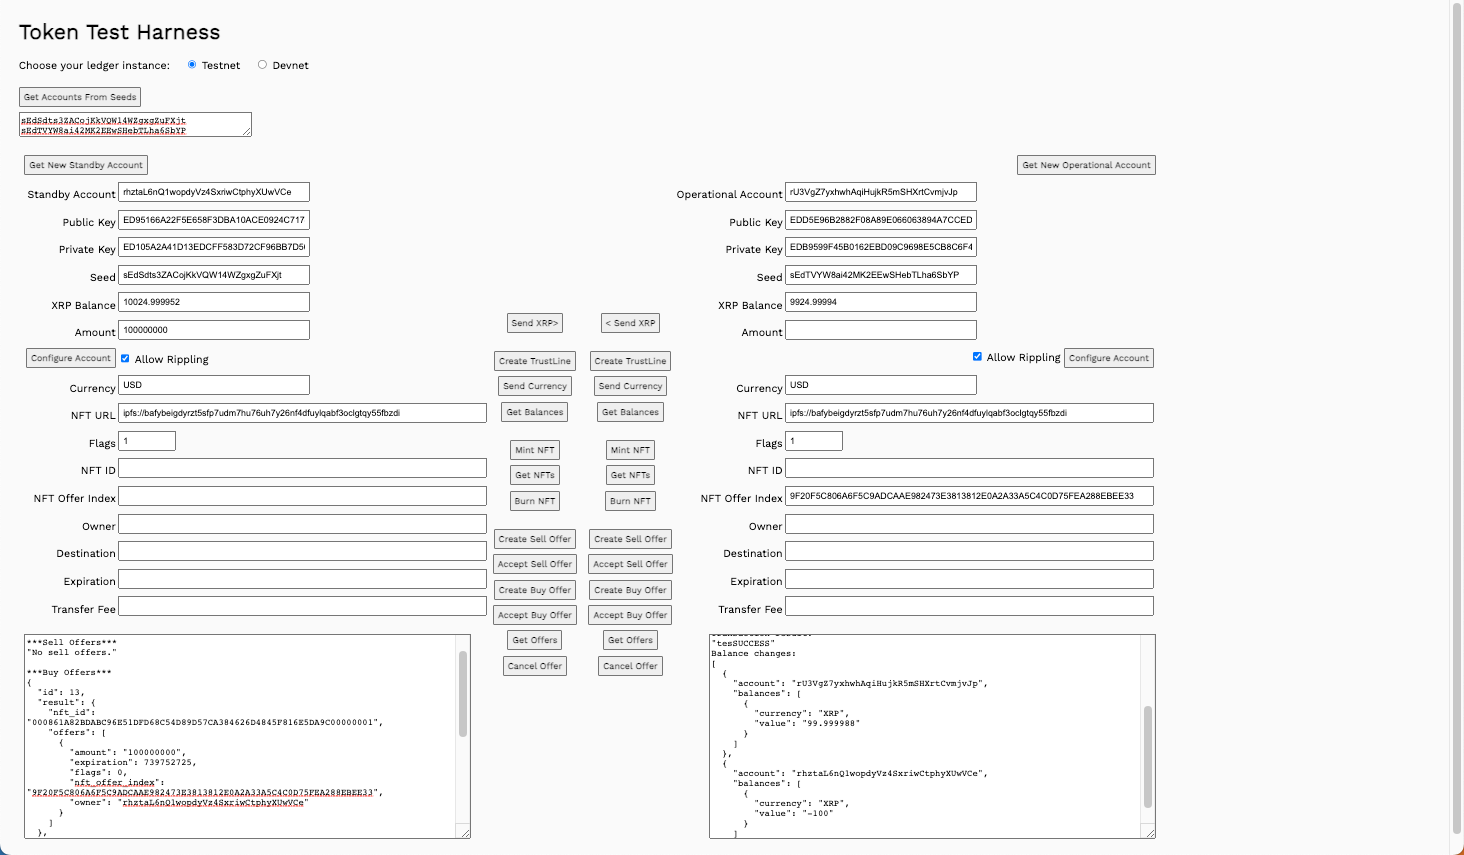 Token Test Harness
Choose your ledger instance: Testnet Devnet
Get Accounts From Seeds
sEdSdts3ZACojKkVQW14WZgxgZuFXjt
sEdTVYW8ai42MK2EEwSHebTLha6SbYP
Get New Standby Account
Get New Operational Account
Standby Account rhztaL6nQ1wopdyVz4SxriwCtphyXUwVCe
Public Key ED95166A22F5E658F3DBA10ACE0924C717
Private Key ED105A2A41D13EDCFF583D72CF96BB7D5
Seed sEdSdts3ZACojKkVQW14WZgxgZuFXjt
XRP Balance 10024.999952
Amount 100000000
Configure Account Allow Rippling
Currency USD
NFT URL ipfs://bafybeigdyrzt5sfp7udm7hu76uh7y26nf4dfuylqabf3oclgtqy55fbzdi
Flags 1
NFT ID
NFT Offer Index
Owner
Destination
Expiration
Transfer Fee
Send XRP> < Send XRP
Create TrustLine Create TrustLine
Send Currency Send Currency
Get Balances Get Balances
Mint NFT Mint NFT
Get NFTs Get NFTs
Burn NFT Burn NFT
Create Sell Offer Create Sell Offer
Accept Sell Offer Accept Sell Offer
Create Buy Offer Create Buy Offer
Accept Buy Offer Accept Buy Offer
Get Offers Get Offers
Cancel Offer Cancel Offer
Operational Account rU3VgZ7yxhwhAqiHujkR5mSHXrtCvmjvJp
Public Key EDD5E96B2882F08A89E066063894A7CCED
Private Key EDB9599F45B0162EBD09C9698E5CB8C6F4
Seed sEdTVYW8ai42MK2EEwSHebTLha6SbYP
XRP Balance 9924.99994
Amount
Allow Rippling Configure Account
Currency USD
NFT URL ipfs://bafybeigdyrzt5sfp7udm7hu76uh7y26nf4dfuylqabf3oclgtqy55fbzdi
Flags 1
NFT ID
NFT Offer Index 9F20F5C806A6F5C9ADCAAE982473E3813812E0A2A33A5C4C0D75FEA288EBEE33
Owner
Destination
Expiration
Transfer Fee
***Sell Offers***
"No sell offers."
***Buy Offers***
{
"id": 13,
"result": {
"nft_id":
"000861A82BDABC96E51DFD68C54D89D57CA384626D4845F816E5DA9C00000001",
"offers": [
{
"amount": "100000000",
"expiration": 739752725,
"flags": 0,
"nft_offer_index":
"9F20F5C806A6F5C9ADCAAE982473E3813812E0A2A33A5C4C0D75FEA288EBEE33",
"owner": "rhztaL6nQ1wopdyVz4SxriwCtphyXUwVCe"
}
]
},
"tesSUCCESS"
Balance changes:
[
{
"account": "rU3VgZ7yxhwhAqiHujkR5mSHXrtCvmjvJp",
"balances": [
{
"currency": "XRP",
"value": "99.999988"
}
]
},
{
"account": "rhztaL6nQ1wopdyVz4SxriwCtphyXUwVCe",
"balances": [
{
"currency": "XRP",
"value": "-100"
}
]